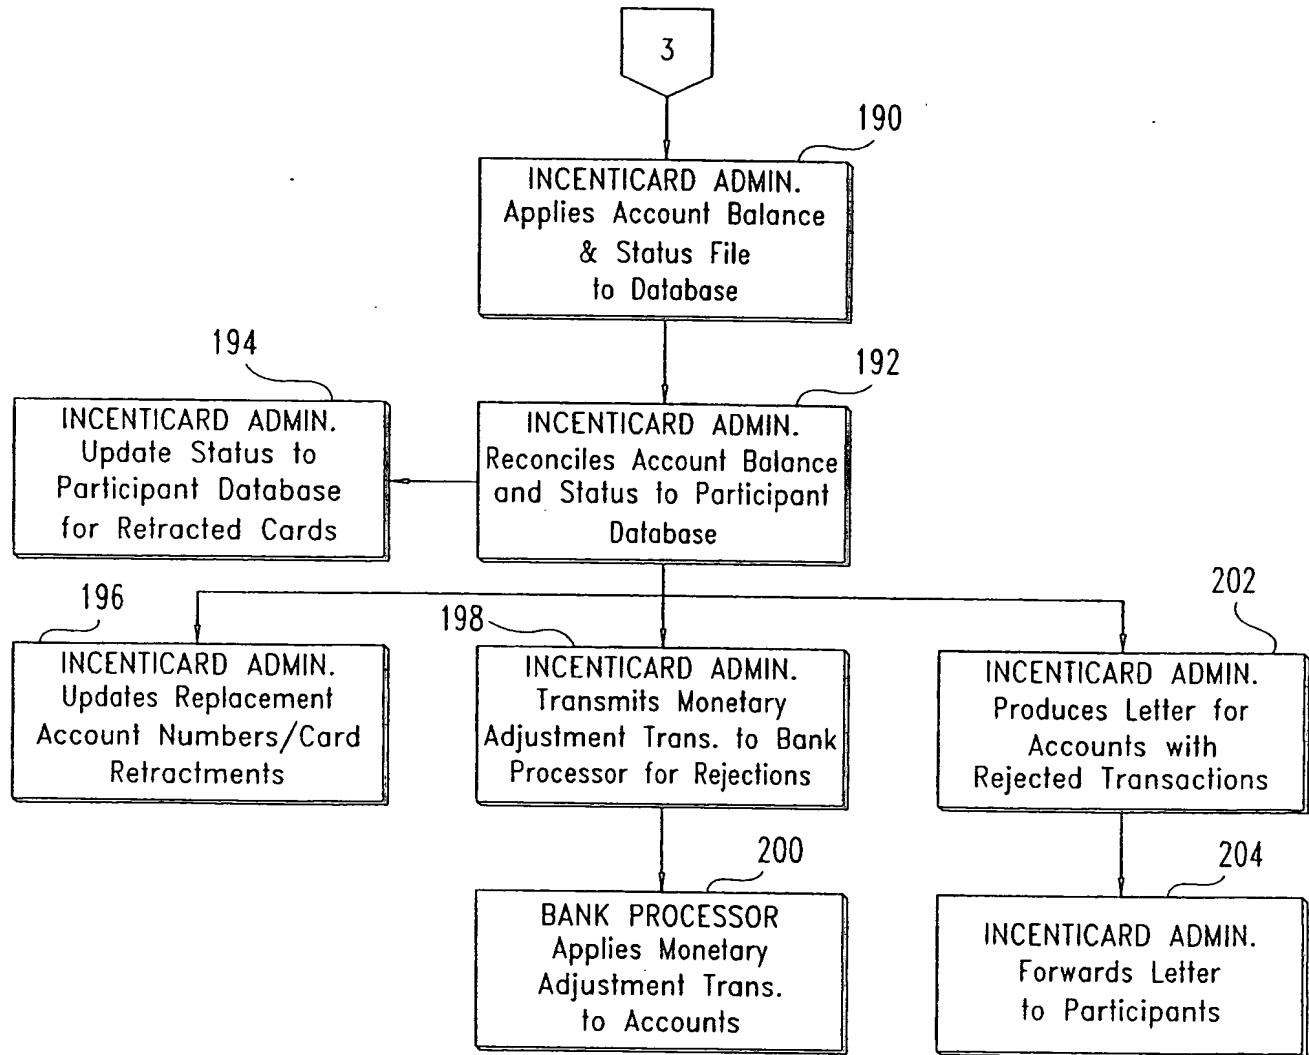 3
190
INCENTICARD ADMIN.
Applies Account Balance
& Status File
to Database
194
INCENTICARD ADMIN.
Update Status to
Participant Database
for Retracted Cards
192
INCENTICARD ADMIN.
Reconciles Account Balance
and Status to Participant
Database
196
INCENTICARD ADMIN.
Updates Replacement
Account Numbers/Card
Retractments
198
INCENTICARD ADMIN.
Transmits Monetary
Adjustment Trans. to Bank
Processor for Rejections
202
INCENTICARD ADMIN.
Produces Letter for
Accounts with
Rejected Transactions
200
BANK PROCESSOR
Applies Monetary
Adjustment Trans.
to Accounts
204
INCENTICARD ADMIN.
Forwards Letter
to Participants